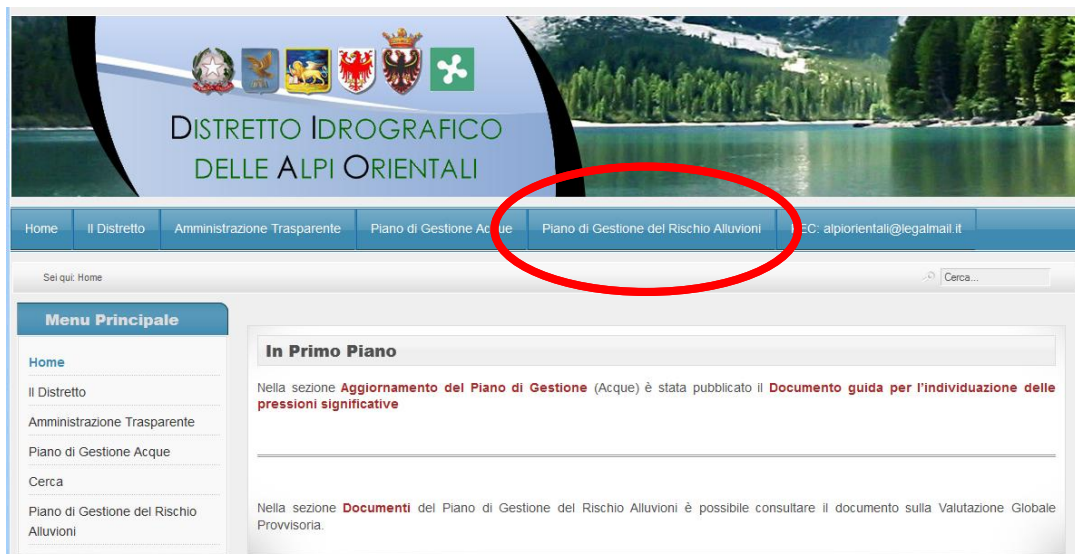 DISTRETTO IDROGRAFICO
DELLE ALPI ORIENTALI
Home Il Distretto Amministrazione Trasparente Piano di Gestione Acque Piano di Gestione del Rischio Alluvioni PEC: alpiorientali@legalmail.it
Sei qui: Home
Cerca...
Menu Principale
Home
Il Distretto
Amministrazione Trasparente
Piano di Gestione Acque
Cerca
Piano di Gestione del Rischio
Alluvioni
In Primo Piano
Nella sezione Aggiornamento del Piano di Gestione (Acque) è stata pubblicato il Documento guida per l'individuazione delle
pressioni significative
Nella sezione Documenti del Piano di Gestione del Rischio Alluvioni è possibile consultare il documento sulla Valutazione Globale
Provvisoria.